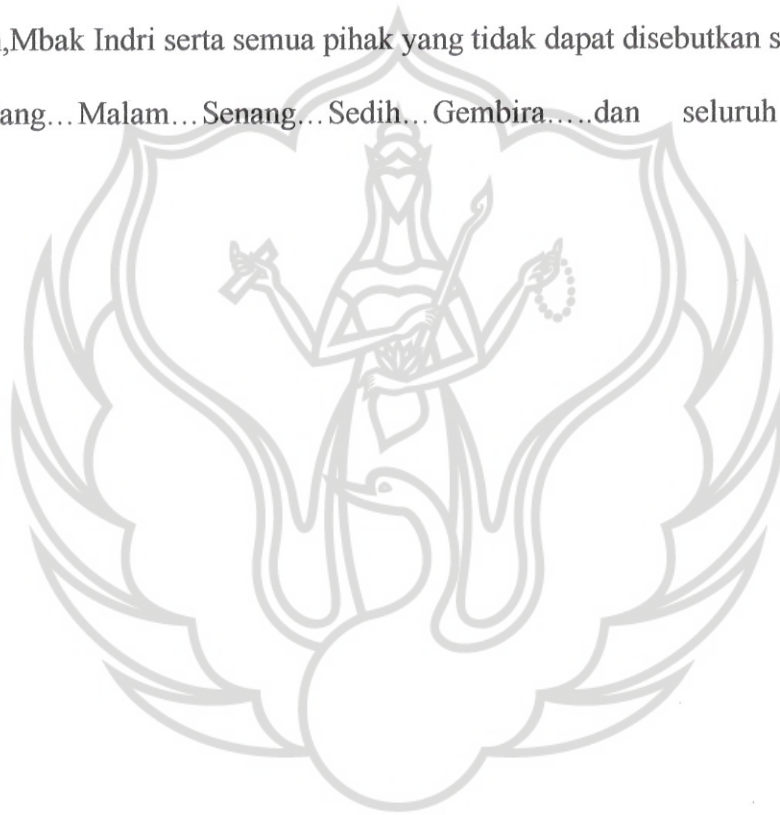 ,Mbak Indri serta semua pihak yang tidak dapat disebutkan
ang…Malam…Senang…Sedih…Gembira…..dan seluruh